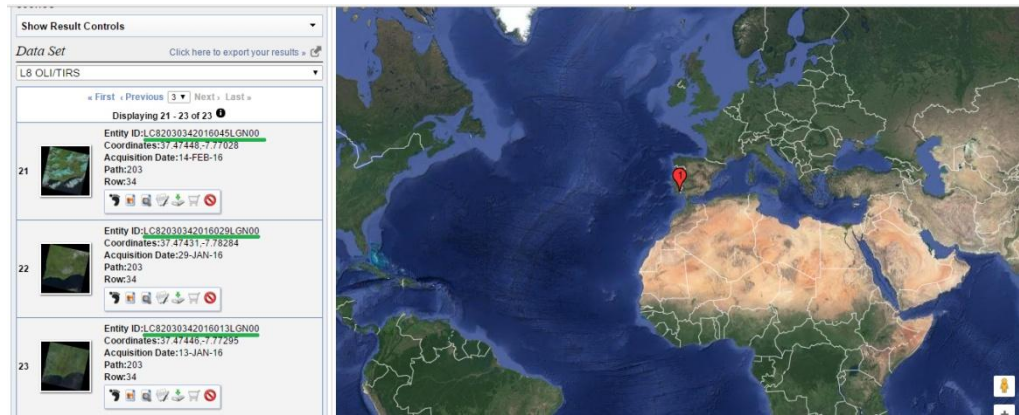 Show Result Controls
Data Set
Click here to export your results »
L8 OLI/TIRS
« First ‹ Previous 3 Next › Last »
Displaying 21 - 23 of 23
21
Entity ID:LC82030342016045LGN00
Coordinates:37.47448,-7.77028
Acquisition Date:14-FEB-16
Path:203
Row:34
22
Entity ID:LC82030342016029LGN00
Coordinates:37.47431,-7.78284
Acquisition Date:29-JAN-16
Path:203
Row:34
23
Entity ID:LC82030342016013LGN00
Coordinates:37.47446,-7.77295
Acquisition Date:13-JAN-16
Path:203
Row:34
1